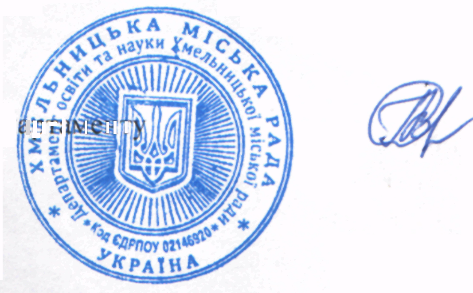 ХМЕЛЬНИЦЬКА МІСЬКА РАДА
* УКРАЇНА *
Департамент освіти та науки Хмельницької міської ради
* Код ЄДРПОУ 02146920 *